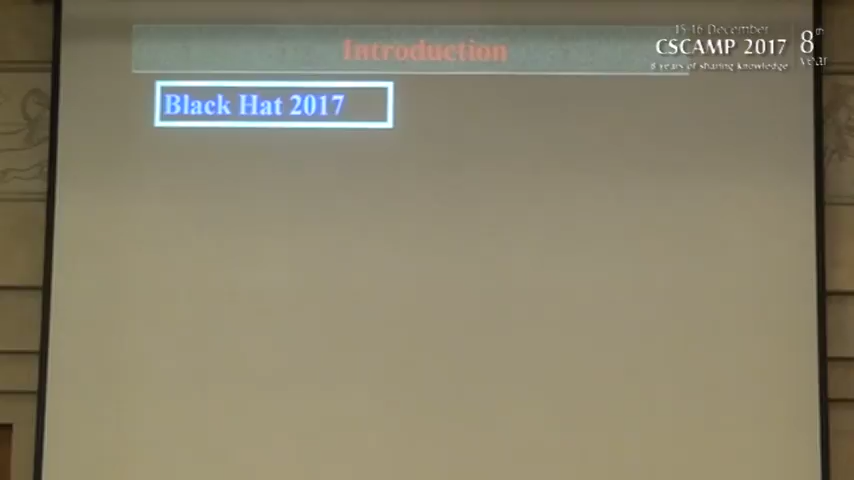 Introduction
15-16 December
CSCAMP 2017
8 years of sharing knowledge
8th
year
Black Hat 2017